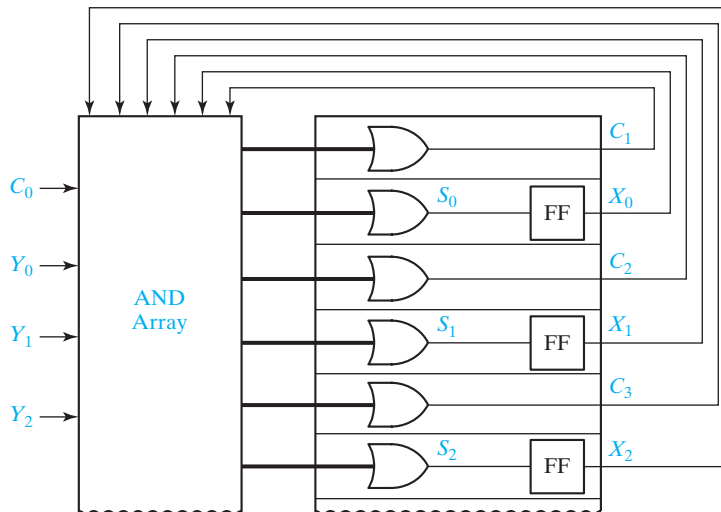 C₁
C₀
S₀ FF X₀
Y₀
C₂
AND
Array
Y₁
S₁ FF X₁
C₃
Y₂
S₂ FF X₂